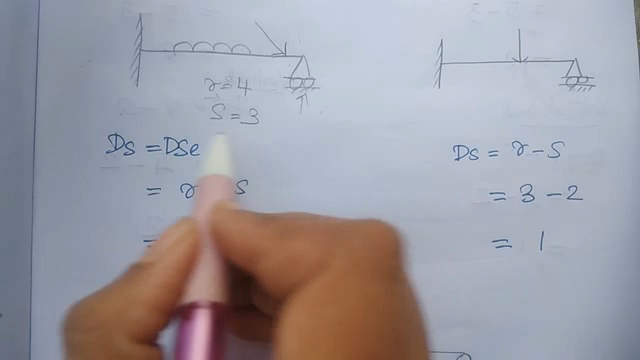 r = 4
S = 3
DS = DSe
= r S
=
DS = r - S
= 3 - 2
= 1